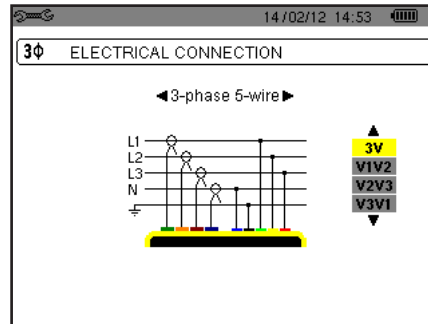 14/02/12 14:53
3ϕ ELECTRICAL CONNECTION
◀3-phase 5-wire▶
L1
L2
L3
N
3V
V1V2
V2V3
V3V1